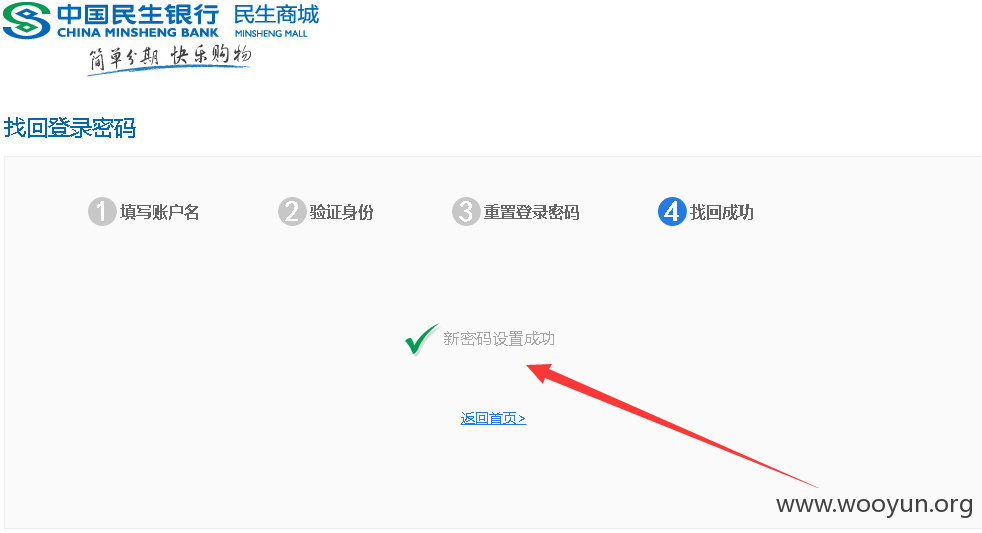 中国民生银行 民生商城
CHINA MINSHENG BANK MINSHENG MALL
简单分期 快乐购物
找回登录密码
1 填写账户名 2 验证身份 3 重置登录密码 4 找回成功
新密码设置成功
返回首页>
www.wooyun.org